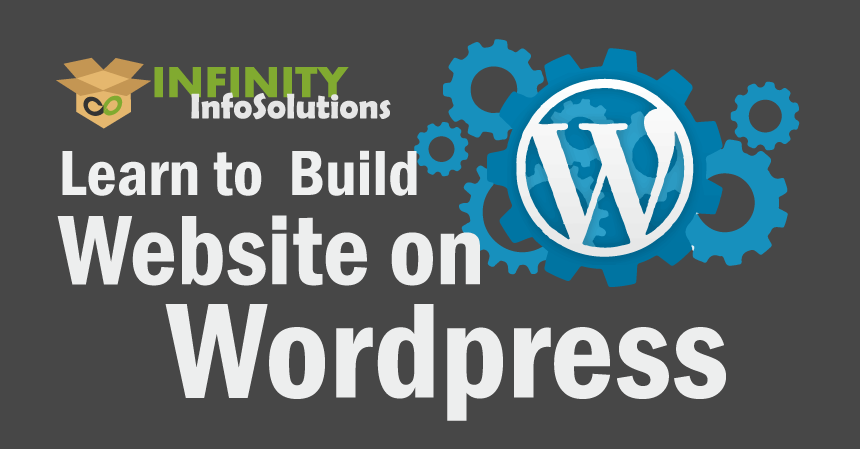 INFINITY
InfoSolutions
Learn to Build
Website on
Wordpress
W